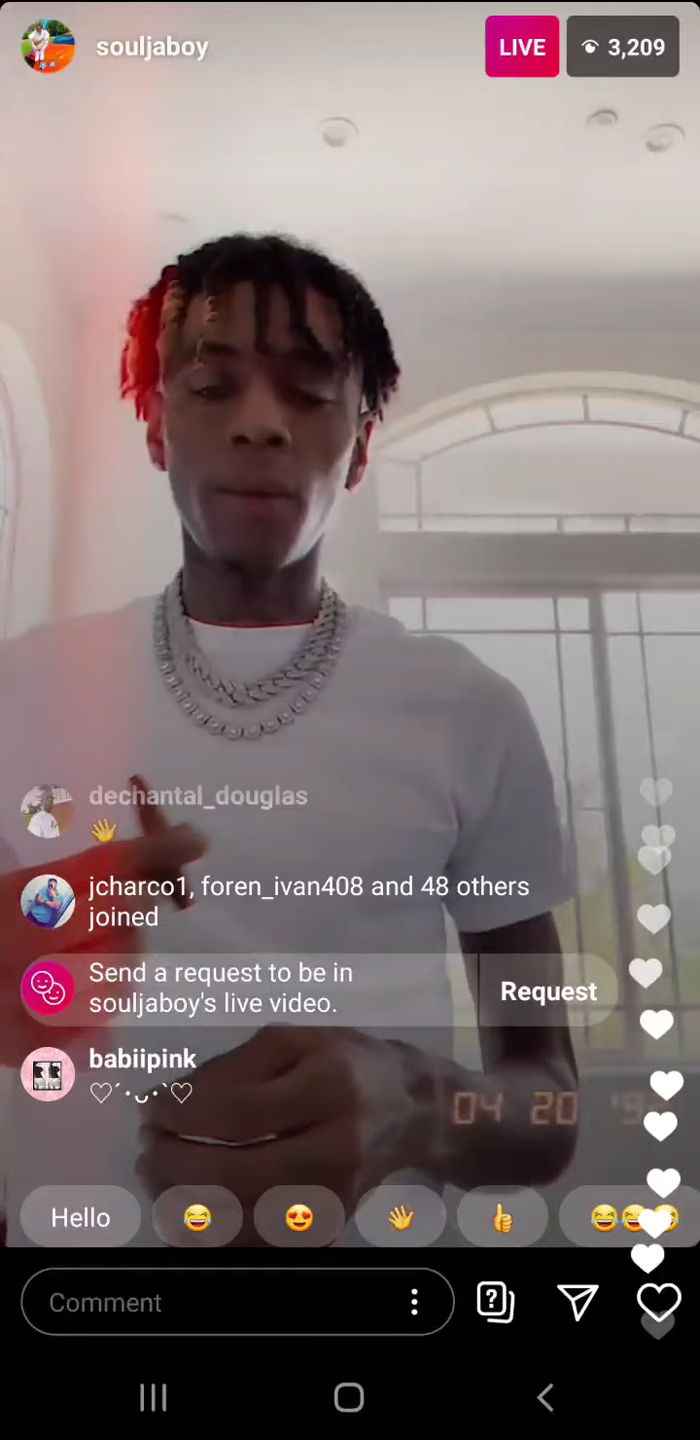 souljaboy
LIVE
3,209
dechantal_douglas
👋
jcharco1, foren_ivan408 and 48 others
joined
Send a request to be in
souljaboy's live video.
Request
babiipink
♡´・ᴗ・`♡
04 20 '9
Hello
😂
😍
👋
👍
😂😂😂
Comment